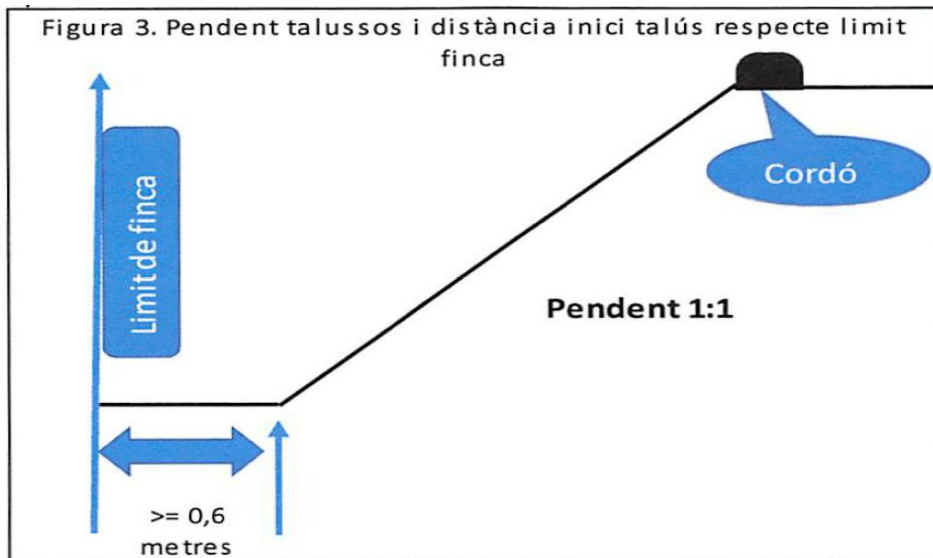 Figura 3. Pendent talussos i distància inici talús respecte limit
finca
Limit de finca
Cordó
Pendent 1:1
>= 0,6
metres